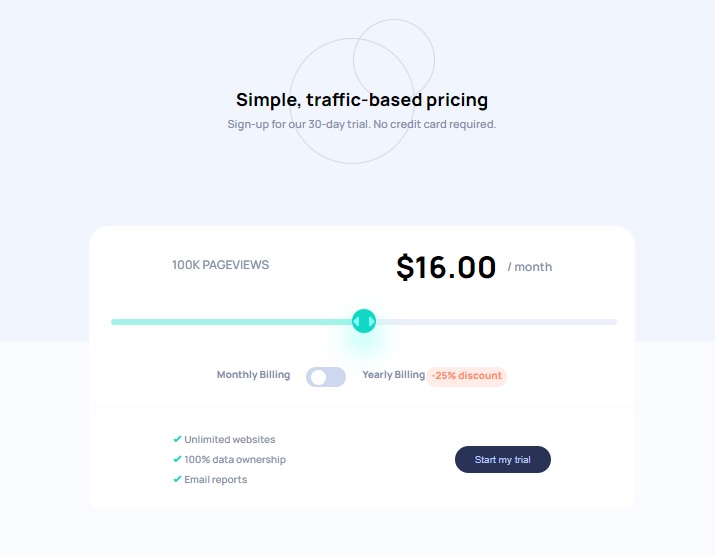 Simple, traffic-based pricing
Sign-up for our 30-day trial. No credit card required.
100K PAGEVIEWS
$16.00 / month
Monthly Billing
Yearly Billing -25% discount
✔ Unlimited websites
✔ 100% data ownership
✔ Email reports
Start my trial